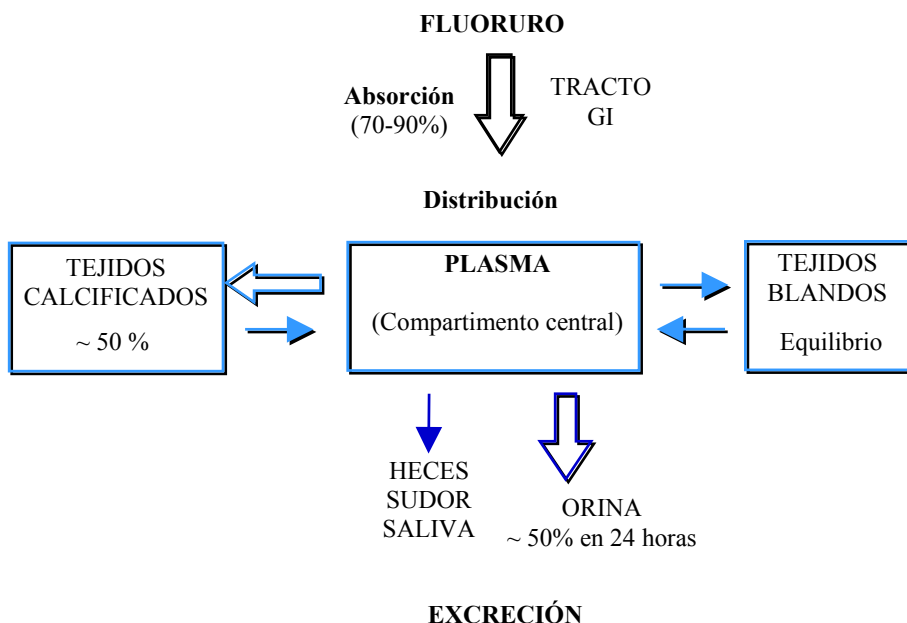 FLUORURO
Absorción
(70-90%)
TRACTO
GI
Distribución
TEJIDOS
CALCIFICADOS
~ 50 %
PLASMA
(Compartimento central)
TEJIDOS
BLANDOS
Equilibrio
HECES
SUDOR
SALIVA
ORINA
~ 50% en 24 horas
EXCRECIÓN